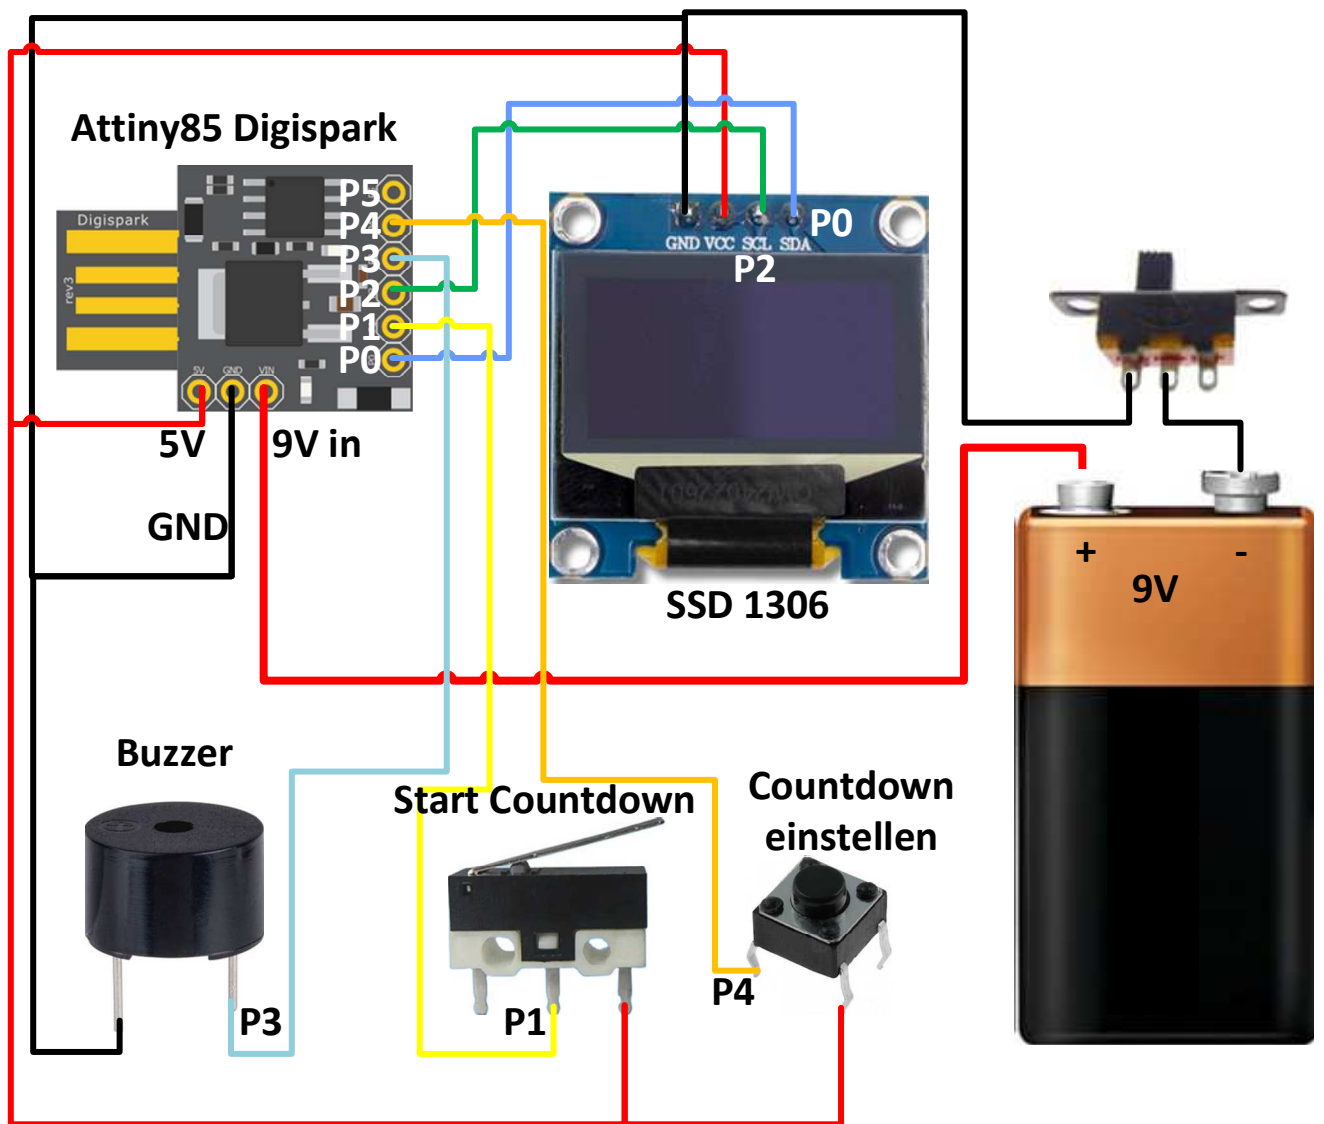 Attiny85 Digispark
Digispark
rev3
P5
P4
P3
P2
P1
P0
5V
GND
VIN
5V
9V in
GND
GND VCC SCL SDA
P0
P2
SSD 1306
+
-
9V
Buzzer
P3
Start Countdown
P1
Countdown
einstellen
P4